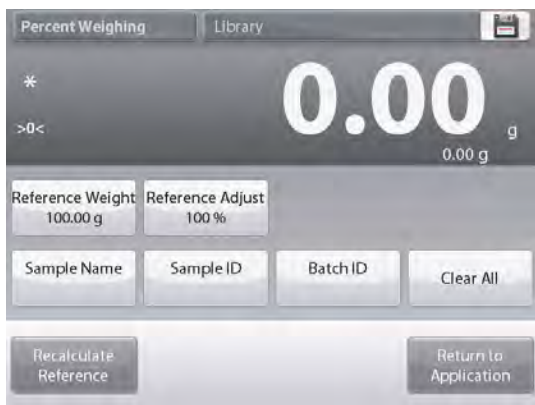 Percent Weighing
Library
*
0.00
>0<
g
0.00 g
Reference Weight
100.00 g
Reference Adjust
100 %
Sample Name
Sample ID
Batch ID
Clear All
Recalculate
Reference
Return to
Application